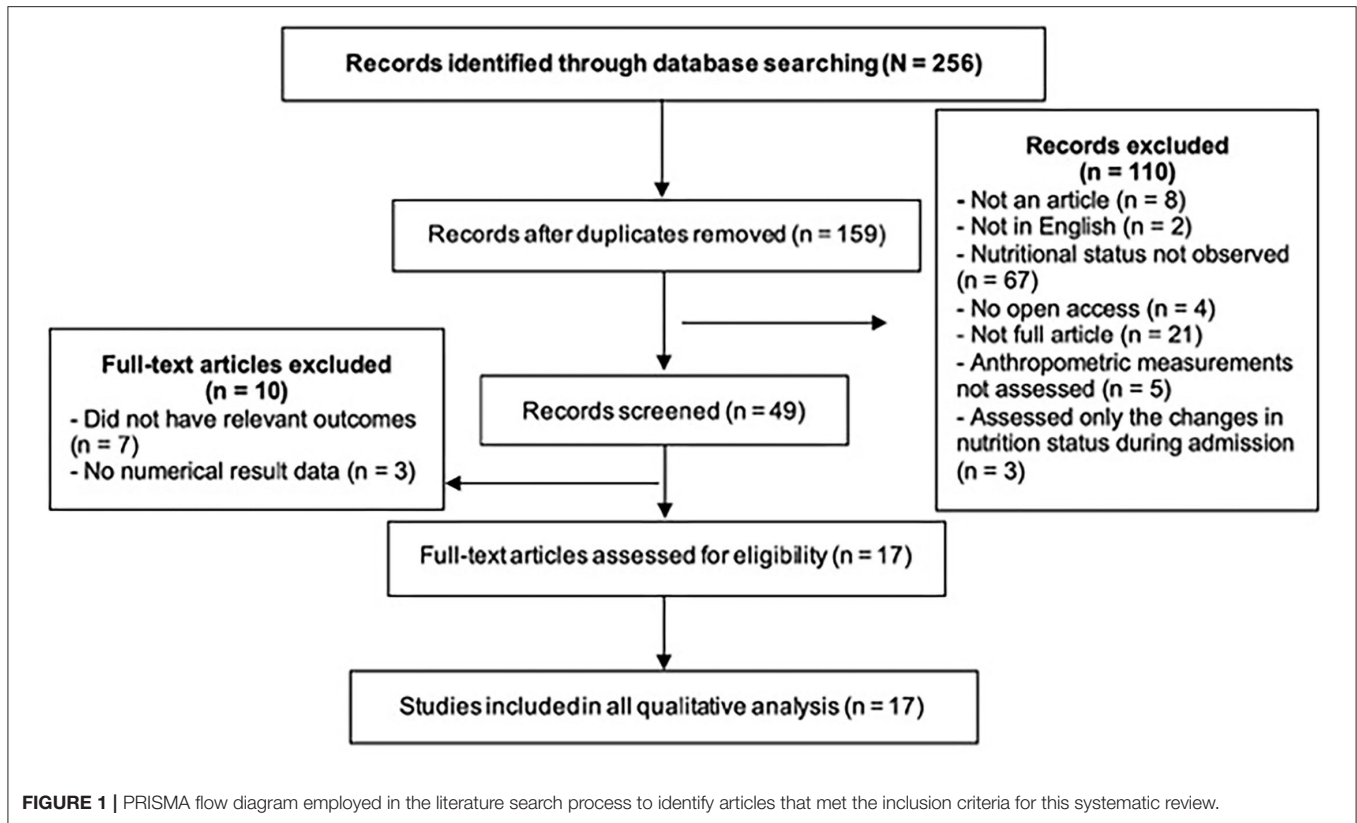 Records identified through database searching (N = 256)
Records after duplicates removed (n = 159)
Records excluded
(n = 110)
- Not an article (n = 8)
- Not in English (n = 2)
- Nutritional status not observed
(n = 67)
- No open access (n = 4)
- Not full article (n = 21)
- Anthropometric measurements
not assessed (n = 5)
- Assessed only the changes in
nutrition status during admission
(n = 3)
Records screened (n = 49)
Full-text articles excluded
(n = 10)
- Did not have relevant outcomes
(n = 7)
- No numerical result data (n = 3)
Full-text articles assessed for eligibility (n = 17)
Studies included in all qualitative analysis (n = 17)
FIGURE 1 | PRISMA flow diagram employed in the literature search process to identify articles that met the inclusion criteria for this systematic review.